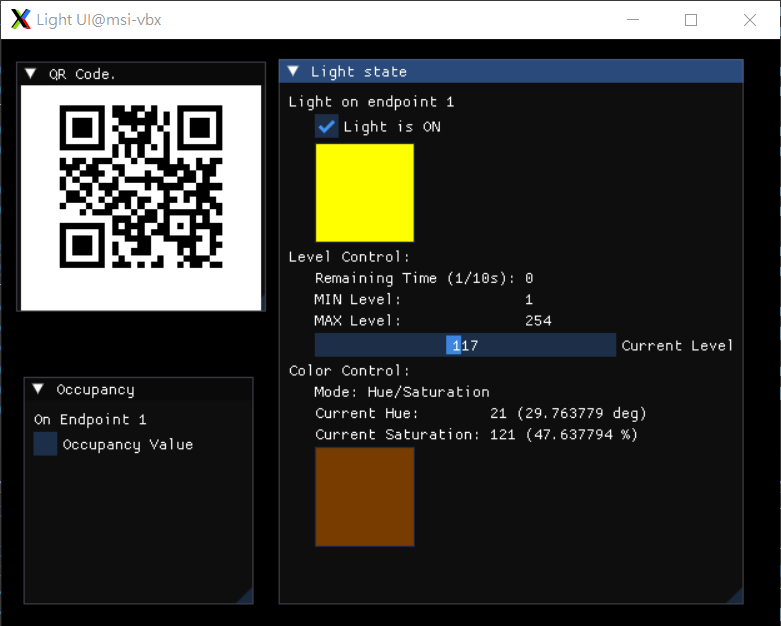 Light UI@msi-vbx
QR Code.
Light state
Light on endpoint 1
Light is ON
Level Control:
Remaining Time (1/10s): 0
MIN Level: 1
MAX Level: 254
117 Current Level
Color Control:
Mode: Hue/Saturation
Current Hue: 21 (29.763779 deg)
Current Saturation: 121 (47.637794 %)
Occupancy
On Endpoint 1
Occupancy Value